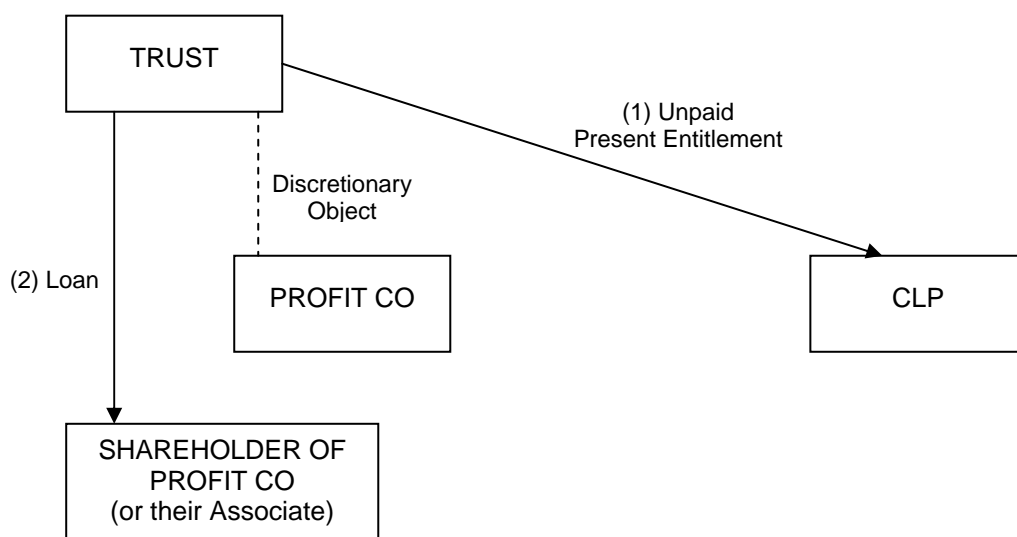 TRUST
(1) Unpaid
Present Entitlement
Discretionary
Object
(2) Loan
PROFIT CO
CLP
SHAREHOLDER OF
PROFIT CO
(or their Associate)